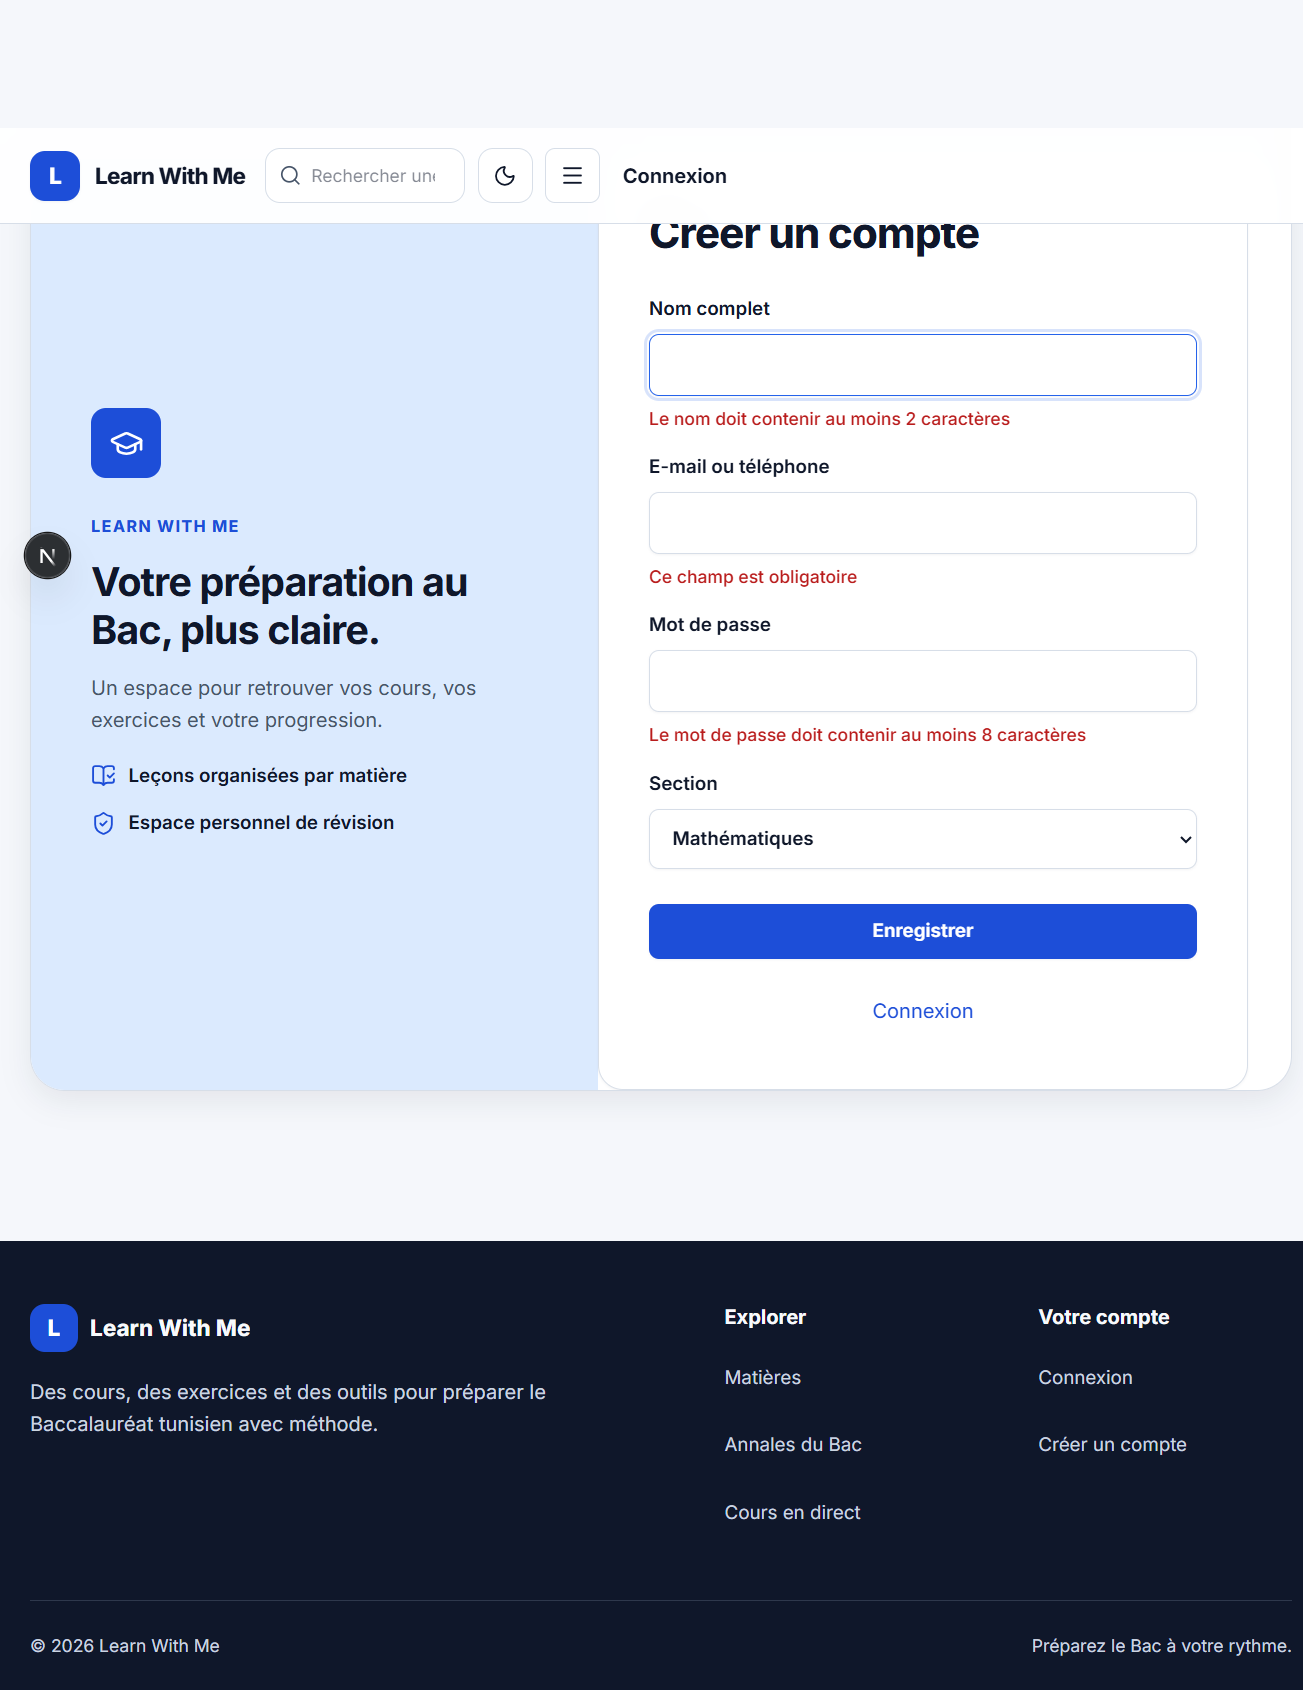 L
Learn With Me
Connexion
Créer un compte
Nom complet
Le nom doit contenir au moins 2 caractères
E-mail ou téléphone
Ce champ est obligatoire
Mot de passe
Le mot de passe doit contenir au moins 8 caractères
Section
Mathématiques
Enregistrer
Connexion
LEARN WITH ME
N
Votre préparation au
Bac, plus claire.
Un espace pour retrouver vos cours, vos
exercices et votre progression.
Leçons organisées par matière
Espace personnel de révision
L
Learn With Me
Des cours, des exercices et des outils pour préparer le
Baccalauréat tunisien avec méthode.
Explorer
Matières
Annales du Bac
Cours en direct
Votre compte
Connexion
Créer un compte
© 2026 Learn With Me
Préparez le Bac à votre rythme.
Rechercher